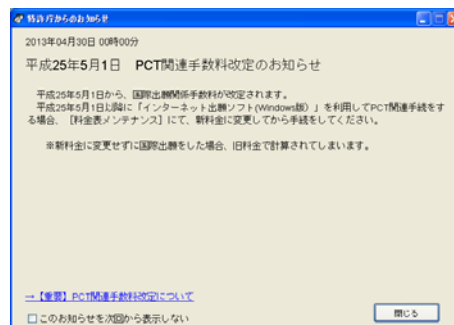 特許庁からのお知らせ
2013年04月30日 00時00分
平成25年5月1日　PCT関連手数料改定のお知らせ
平成25年5月1日から、国際出願関係手数料が改定されます。
平成25年5月1日以降に「インターネット出願ソフト(Windows版)」を利用してPCT関連手続をす
る場合、［料金表メンテナンス］にて、新料金に変更してから手続をしてください。
※新料金に変更せずに国際出願をした場合、旧料金で計算されてしまいます。
→【重要】PCT関連手数料改定について
このお知らせを次回から表示しない
閉じる